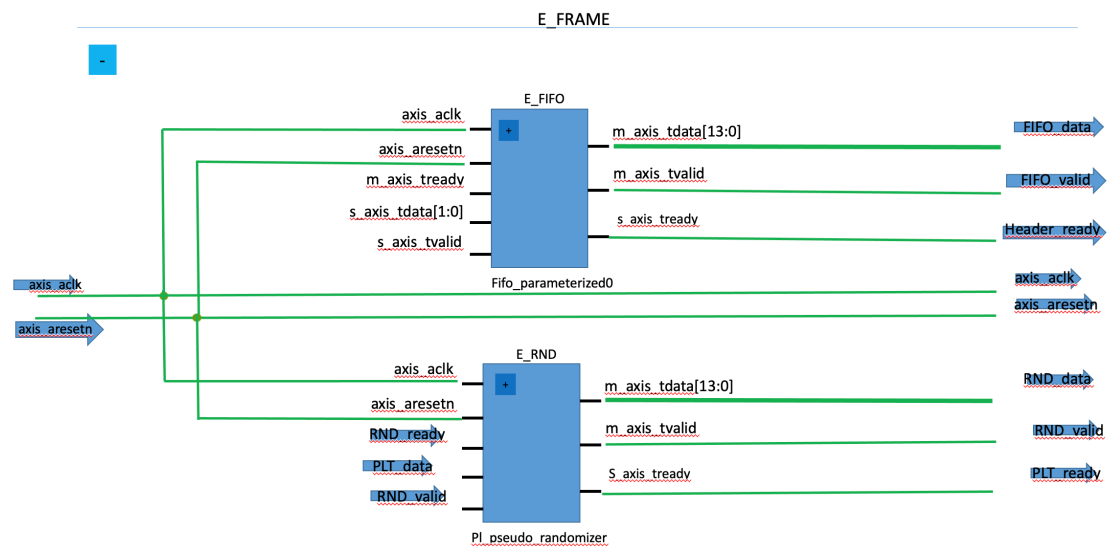 E_FRAME
-
E_FIFO
axis_aclk
+
m_axis_tdata[13:0]
FIFO_data
axis_aresetn
m_axis_tready
m_axis_tvalid
FIFO_valid
s_axis_tdata[1:0]
s_axis_tready
Header_ready
s_axis_tvalid
Fifo_parameterized0
axis_aclk
axis_aclk
axis_aresetn
axis_aresetn
E_RND
axis_aclk
+
m_axis_tdata[13:0]
RND_data
axis_aresetn
RND_ready
m_axis_tvalid
RND_valid
PLT_data
S_axis_tready
PLT_ready
RND_valid
Pl_pseudo_randomizer